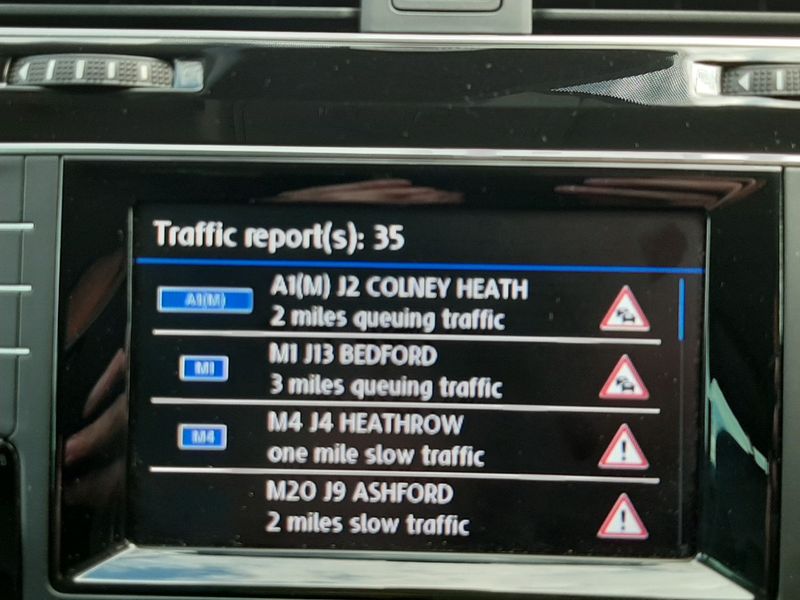 Traffic report(s): 35
A1(M)
A1(M) J2 COLNEY HEATH
2 miles queuing traffic
M1
M1 J13 BEDFORD
3 miles queuing traffic
M4
M4 J4 HEATHROW
one mile slow traffic
M20 J9 ASHFORD
2 miles slow traffic